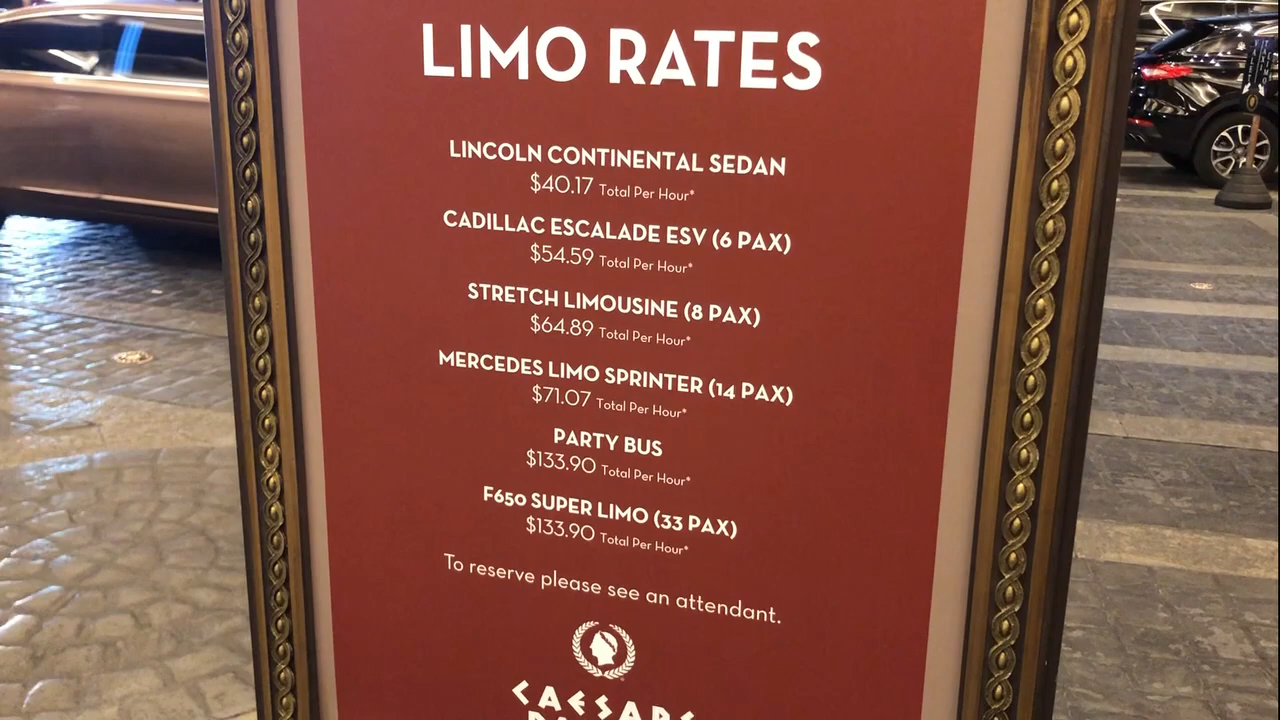 LIMO RATES
LINCOLN CONTINENTAL SEDAN
$40.17 Total Per Hour*
CADILLAC ESCALADE ESV (6 PAX)
$54.59 Total Per Hour*
STRETCH LIMOUSINE (8 PAX)
$64.89 Total Per Hour*
MERCEDES LIMO SPRINTER (14 PAX)
$71.07 Total Per Hour*
PARTY BUS
$133.90 Total Per Hour*
F650 SUPER LIMO (33 PAX)
$133.90 Total Per Hour*
To reserve please see an attendant.
CAESARS